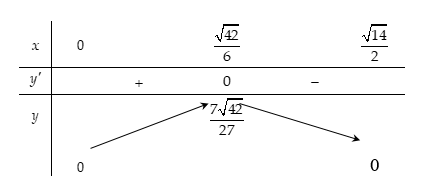 x 0 √42/6 √14/2
y′ + 0 −
y 0 7√42/27 0